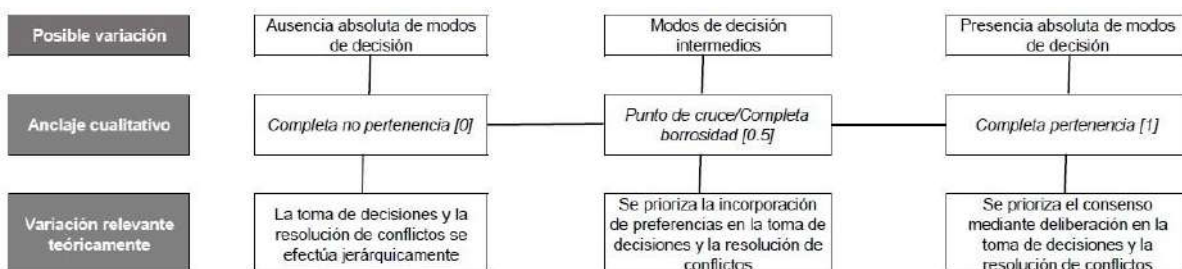 Posible variación
Ausencia absoluta de modos
de decisión
Modos de decisión
intermedios
Presencia absoluta de modos
de decisión
Anclaje cualitativo
Completa no pertenencia [0]
Punto de cruce/Completa
borrosidad [0.5]
Completa pertenencia [1]
Variación relevante
teóricamente
La toma de decisiones y la
resolución de conflictos se
efectúa jerárquicamente
Se prioriza la incorporación
de preferencias en la toma de
decisiones y la resolución de
conflictos
Se prioriza el consenso
mediante deliberación en la
toma de decisiones y la
resolución de conflictos